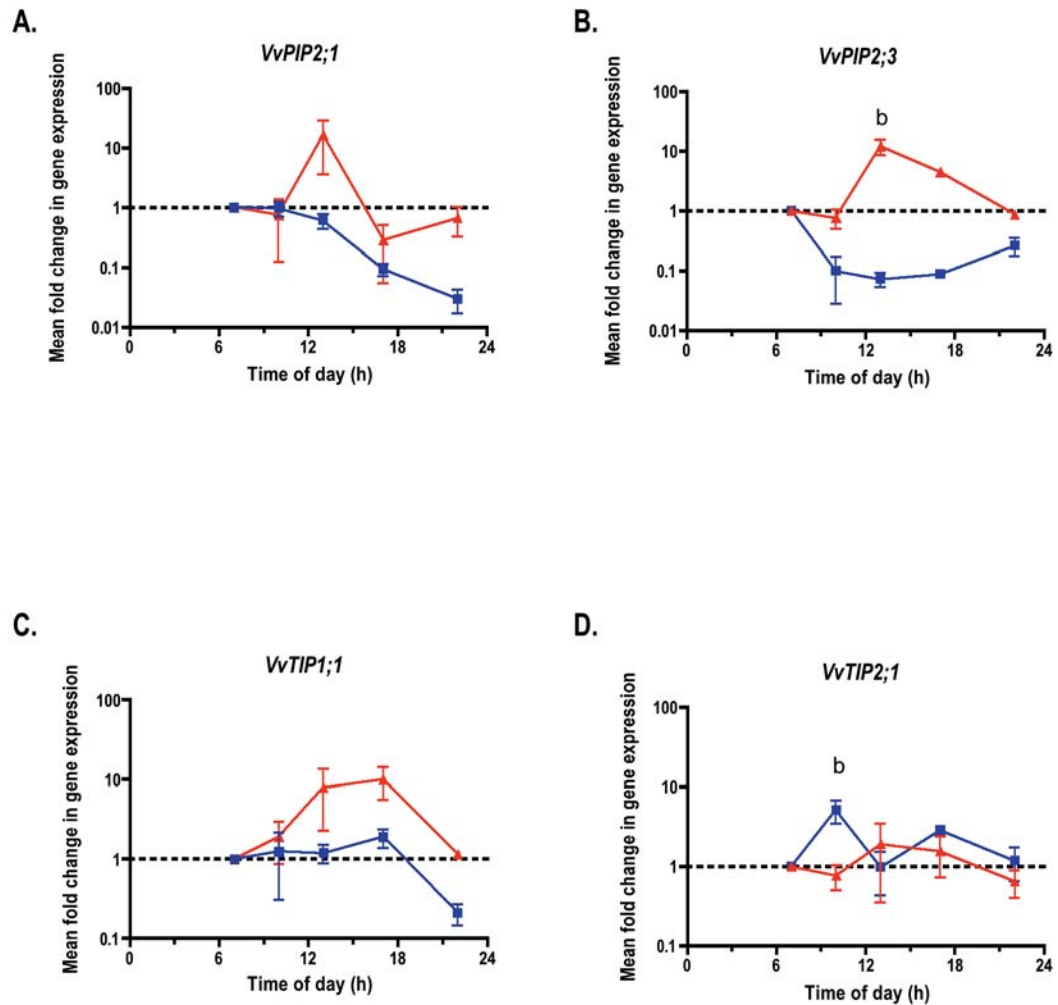 A.
VvPIP2;1
Mean fold change in gene expression
100
10
1
0.1
0.01
0 6 12 18 24
Time of day (h)
B.
VvPIP2;3
Mean fold change in gene expression
100
10
1
0.1
0.01
b
0 6 12 18 24
Time of day (h)
C.
VvTIP1;1
Mean fold change in gene expression
100
10
1
0.1
0 6 12 18 24
Time of day (h)
D.
VvTIP2;1
Mean fold change in gene expression
100
10
1
0.1
b
0 6 12 18 24
Time of day (h)